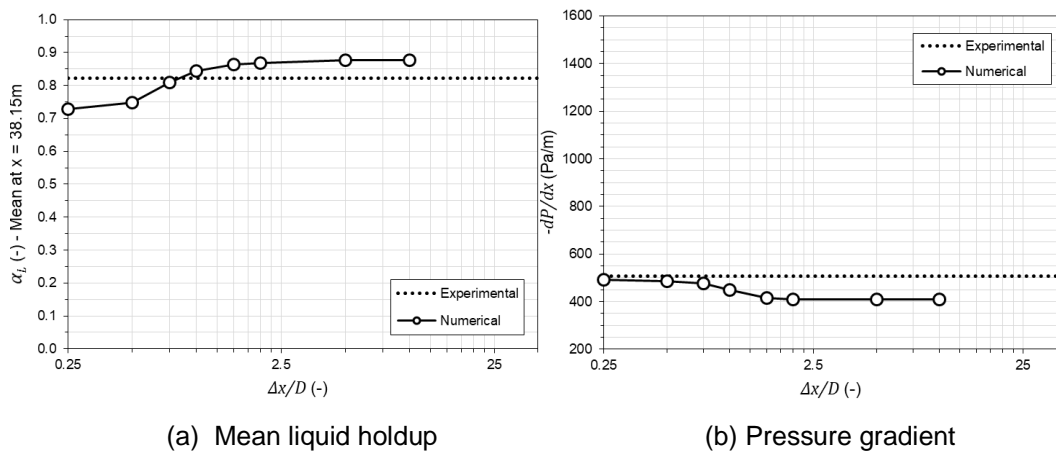 1.0
0.9
0.8
0.7
0.6
0.5
0.4
0.3
0.2
0.1
0.0
α_L (-) - Mean at x = 38.15m
Experimental
Numerical
0.25
2.5
25
Δx/D (-)
(a) Mean liquid holdup
1600
1400
1200
1000
800
600
400
200
-dP/dx (Pa/m)
Experimental
Numerical
0.25
2.5
25
Δx/D (-)
(b) Pressure gradient